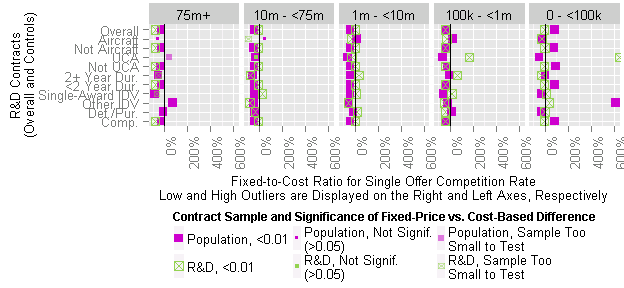 75m+ 10m - <75m 1m - <10m 100k - <1m 0 - <100k
R&D Contracts
(Overall and Controls)
Overall
Aircraft
Not Aircraft
UCA
Not UCA
2+ Year Dur.
<2 Year Dur.
Single-Award IDV
Other IDV
Def./Pur.
Comp.
0% 200% 400% 600% 0% 200% 400% 600% 0% 200% 400% 600% 0% 200% 400% 600% 0% 200% 400% 600%
Fixed-to-Cost Ratio for Single Offer Competition Rate
Low and High Outliers are Displayed on the Right and Left Axes, Respectively
Contract Sample and Significance of Fixed-Price vs. Cost-Based Difference
Population, <0.01 Population, Not Signif. (>0.05) Population, Sample Too Small to Test
R&D, <0.01 R&D, Not Signif. (>0.05) R&D, Sample Too Small to Test